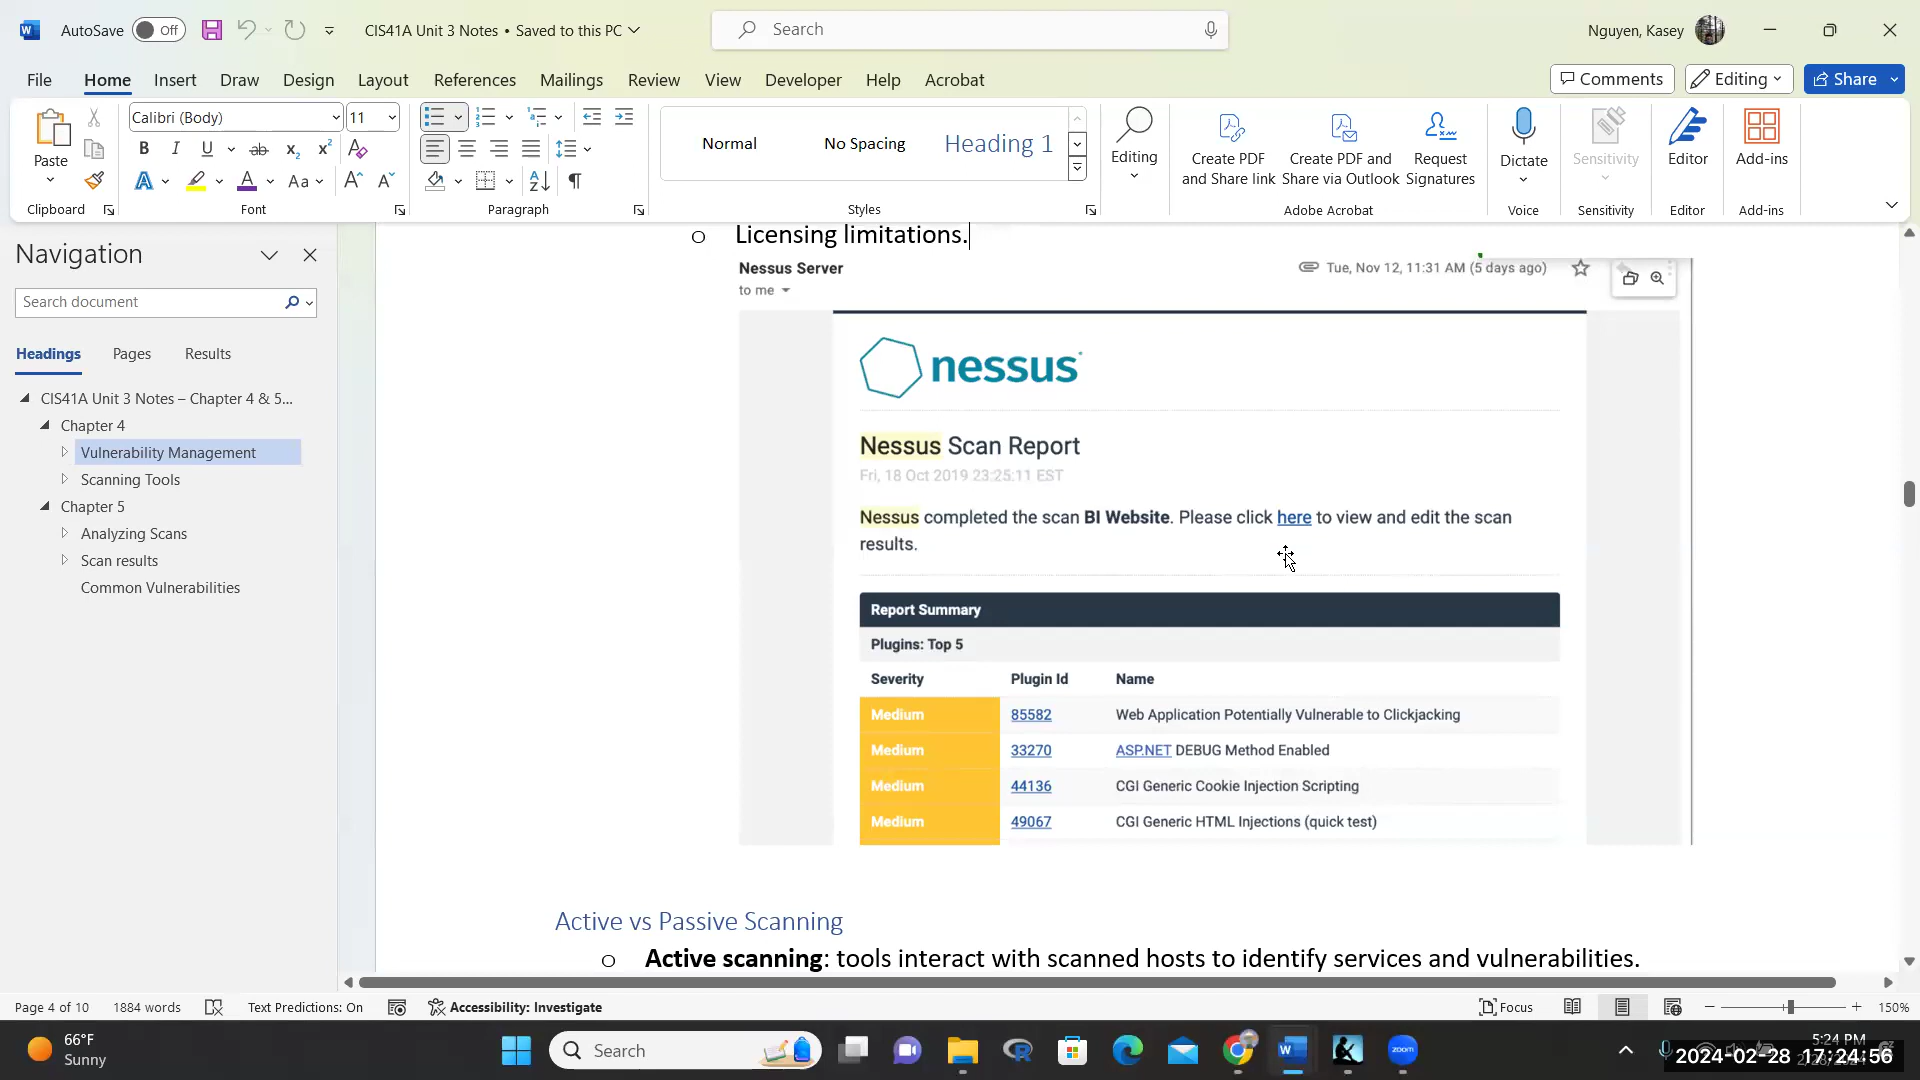 AutoSave Off CIS41A Unit 3 Notes • Saved to this PC Search Nguyen, Kasey
File Home Insert Draw Design Layout References Mailings Review View Developer Help Acrobat Comments Editing Share
Calibri (Body) 11
Paste
Normal No Spacing Heading 1
Editing
Create PDF and Share link
Create PDF and Share via Outlook
Request Signatures
Dictate
Sensitivity
Editor
Add-ins
Clipboard Font Paragraph Styles Adobe Acrobat Voice Sensitivity Editor Add-ins
Navigation
Search document
Headings Pages Results
CIS41A Unit 3 Notes – Chapter 4 & 5...
Chapter 4
Vulnerability Management
Scanning Tools
Chapter 5
Analyzing Scans
Scan results
Common Vulnerabilities
o Licensing limitations.
Nessus Server Tue, Nov 12, 11:31 AM (5 days ago)
to me
nessus
Nessus Scan Report
Fri, 18 Oct 2019 23:25:11 EST
Nessus completed the scan BI Website. Please click here to view and edit the scan
results.
Report Summary
Plugins: Top 5
Severity Plugin Id Name
Medium 85582 Web Application Potentially Vulnerable to Clickjacking
Medium 33270 ASP.NET DEBUG Method Enabled
Medium 44136 CGI Generic Cookie Injection Scripting
Medium 49067 CGI Generic HTML Injections (quick test)
Active vs Passive Scanning
o Active scanning: tools interact with scanned hosts to identify services and vulnerabilities.
Page 4 of 10 1884 words Text Predictions: On Accessibility: Investigate Focus 150%
66°F
Sunny
Search
zoom
5:24 PM
2024-02-28 17:24:56